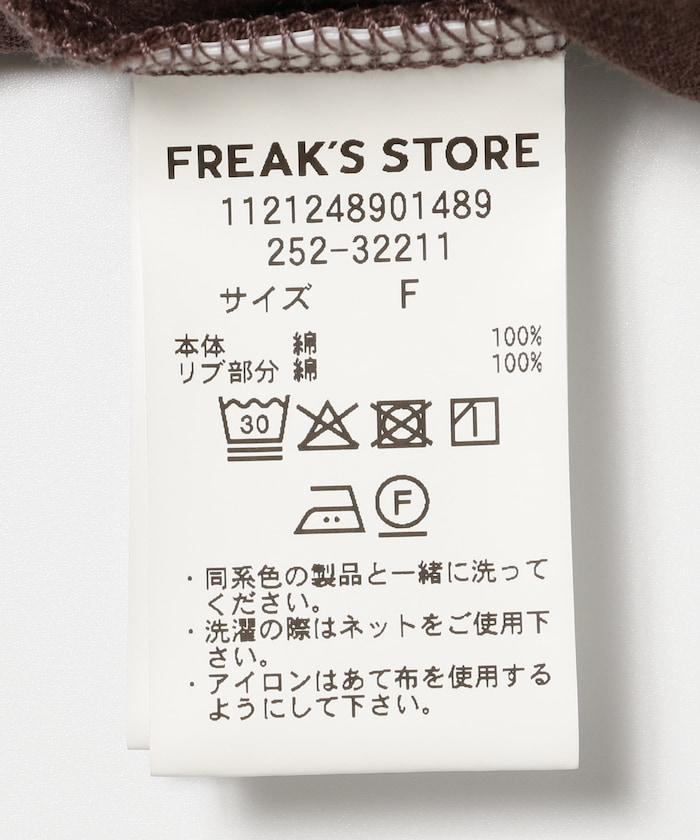 FREAK'S STORE
1121248901489
252-32211
サイズ F
本体 綿 100%
リブ部分 綿 100%
30
F
・同系色の製品と一緒に洗って
ください。
・洗濯の際はネットをご使用下
さい。
・アイロンはあて布を使用する
ようにして下さい。